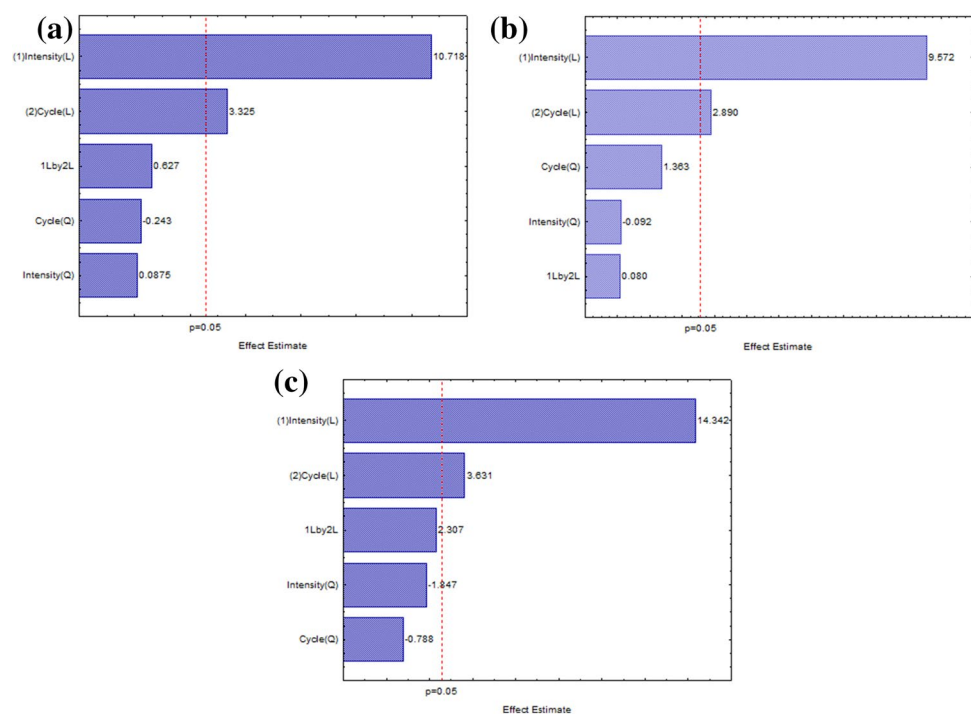 (a)
(1)Intensity(L)
10.718
(2)Cycle(L)
3.325
1Lby2L
0.627
Cycle(Q)
-0.243
Intensity(Q)
0.0875
p=0.05
Effect Estimate
(b)
(1)Intensity(L)
9.572
(2)Cycle(L)
2.890
Cycle(Q)
1.363
Intensity(Q)
-0.092
1Lby2L
0.080
p=0.05
Effect Estimate
(c)
(1)Intensity(L)
14.342
(2)Cycle(L)
3.631
1Lby2L
2.307
Intensity(Q)
-1.847
Cycle(Q)
-0.788
p=0.05
Effect Estimate